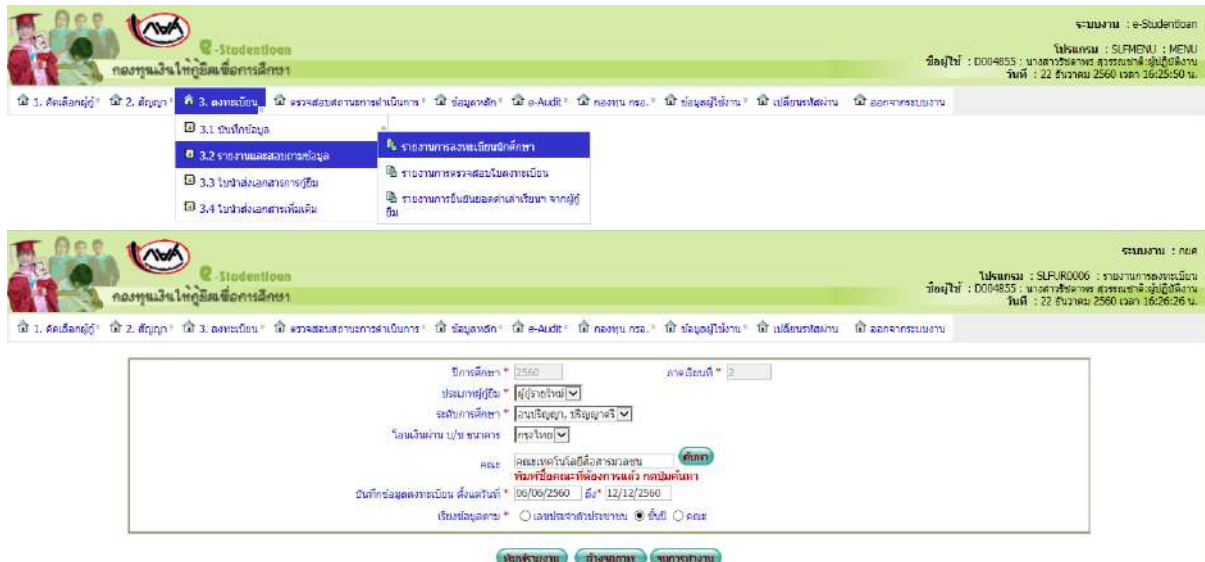 กยศ
e-Studentloan
กองทุนเงินให้กู้ยืมเพื่อการศึกษา
ระบบงาน : e-Studentloan
โปรแกรม : SLFMENU : MENU
ชื่อผู้ใช้ : D004855 : นางสาวรัชดาพร สุวรรณชาติ:ผู้ปฏิบัติงาน
วันที่ : 22 ธันวาคม 2560 เวลา 16:25:50 น.
1. คัดเลือกผู้กู้ 2. สัญญา 3. ลงทะเบียน ตรวจสอบสถานะการดำเนินการ ข้อมูลหลัก e-Audit กองทุน กรอ. ข้อมูลผู้ใช้งาน เปลี่ยนรหัสผ่าน ออกจากระบบงาน
3.1 บันทึกข้อมูล
3.2 รายงานและสอบถามข้อมูล
3.3 ใบนำส่งเอกสารการกู้ยืม
3.4 ใบนำส่งเอกสารเพิ่มเติม
รายงานการลงทะเบียนนักศึกษา
รายงานการตรวจสอบใบลงทะเบียน
รายงานการยืนยันยอดค่าเล่าเรียนฯ จากผู้กู้
ยืม
กยศ
e-Studentloan
กองทุนเงินให้กู้ยืมเพื่อการศึกษา
ระบบงาน : กยศ
โปรแกรม : SLFUR0006 : รายงานการลงทะเบียน
ชื่อผู้ใช้ : D004855 : นางสาวรัชดาพร สุวรรณชาติ:ผู้ปฏิบัติงาน
วันที่ : 22 ธันวาคม 2560 เวลา 16:26:26 น.
1. คัดเลือกผู้กู้ 2. สัญญา 3. ลงทะเบียน ตรวจสอบสถานะการดำเนินการ ข้อมูลหลัก e-Audit กองทุน กรอ. ข้อมูลผู้ใช้งาน เปลี่ยนรหัสผ่าน ออกจากระบบงาน
ปีการศึกษา * 2560 ภาคเรียนที่ * 2
ประเภทผู้กู้ยืม * ผู้กู้รายใหม่
ระดับการศึกษา * อนุปริญญา, ปริญญาตรี
โอนเงินผ่าน บ/ช ธนาคาร กรุงไทย
คณะ คณะเทคโนโลยีสื่อสารมวลชน ค้นหา
พิมพ์ชื่อคณะที่ต้องการแล้ว กดปุ่มค้นหา
บันทึกข้อมูลลงทะเบียน ตั้งแต่วันที่ * 06/06/2560 ถึง* 12/12/2560
เรียงข้อมูลตาม * เลขประจำตัวประชาชน ชั้นปี คณะ
พิมพ์รายงาน ล้างจอภาพ จบการทำงาน